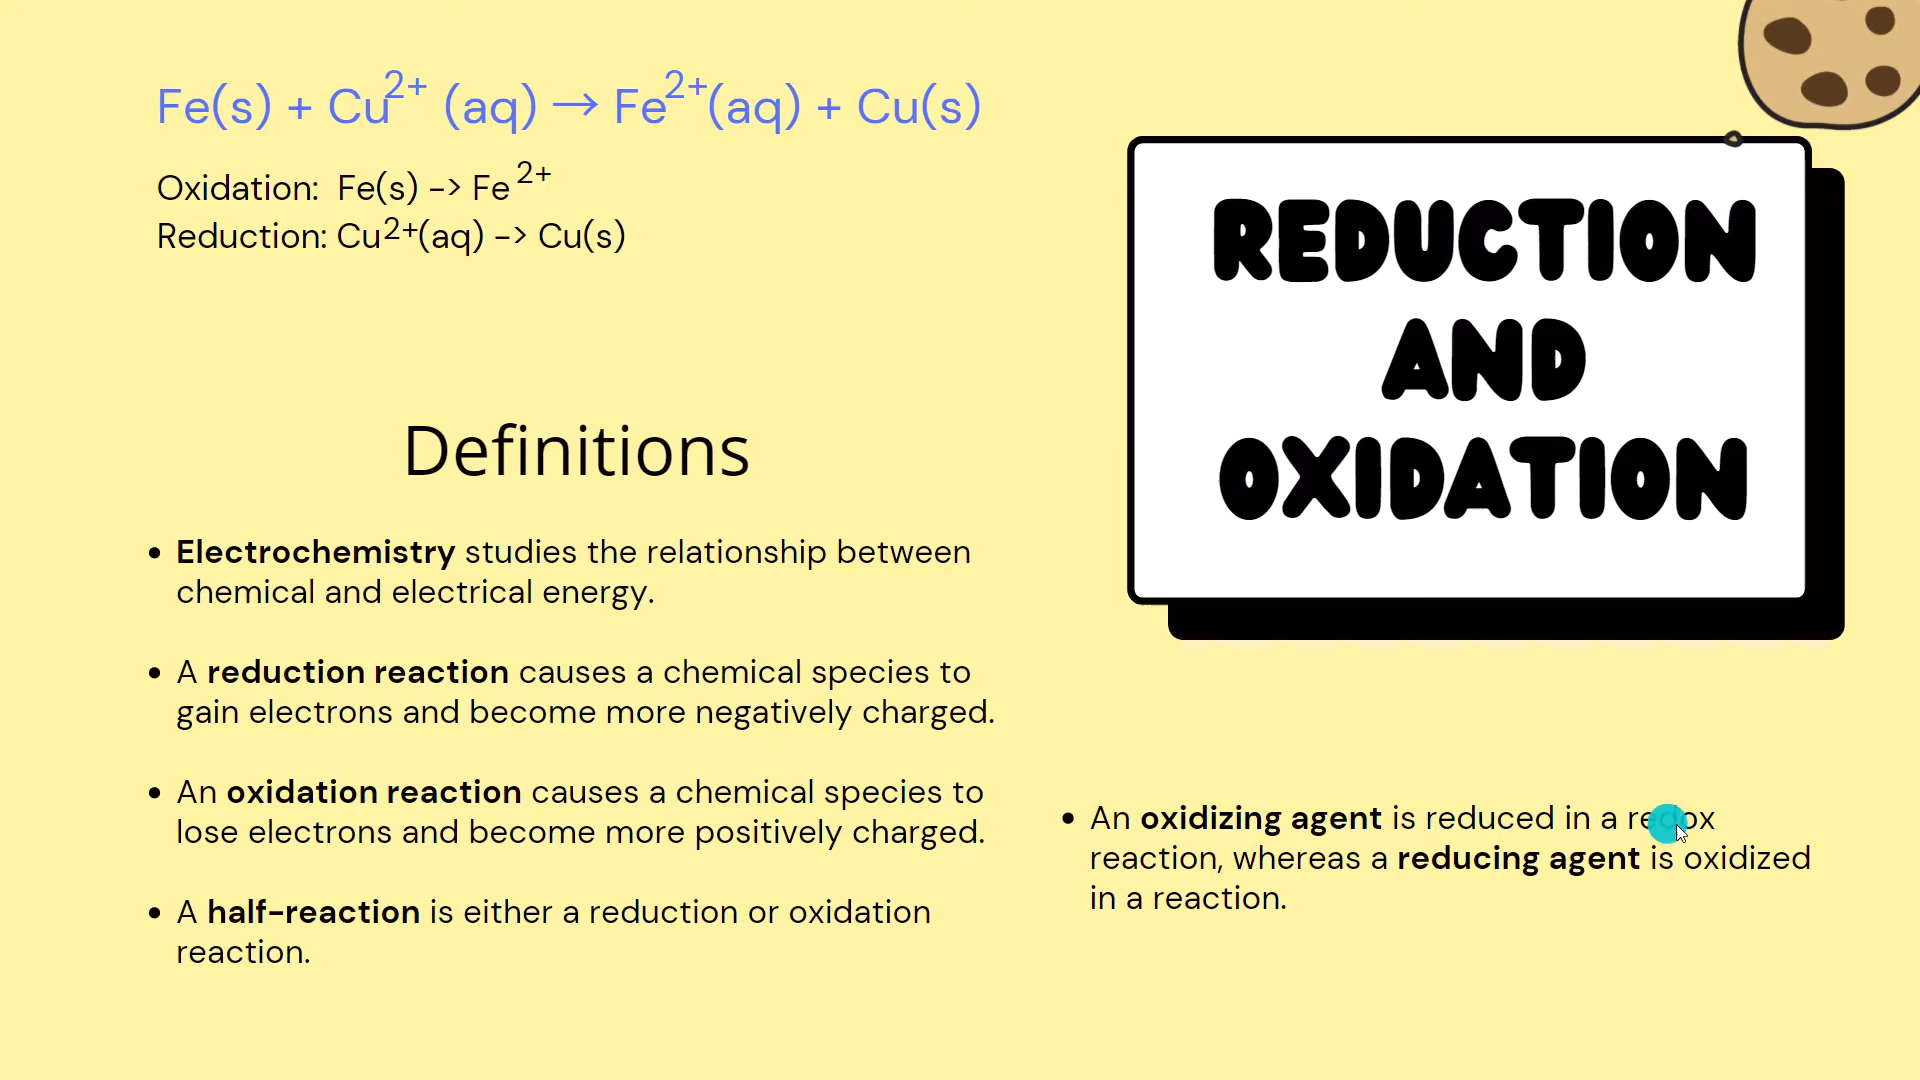 Fe(s) + Cu²⁺ (aq) → Fe²⁺(aq) + Cu(s)
Oxidation: Fe(s) -> Fe ²⁺
Reduction: Cu²⁺(aq) -> Cu(s)
REDUCTION
AND
OXIDATION
Definitions
• Electrochemistry studies the relationship between
chemical and electrical energy.
• A reduction reaction causes a chemical species to
gain electrons and become more negatively charged.
• An oxidation reaction causes a chemical species to
lose electrons and become more positively charged.
• A half-reaction is either a reduction or oxidation
reaction.
• An oxidizing agent is reduced in a redox
reaction, whereas a reducing agent is oxidized
in a reaction.